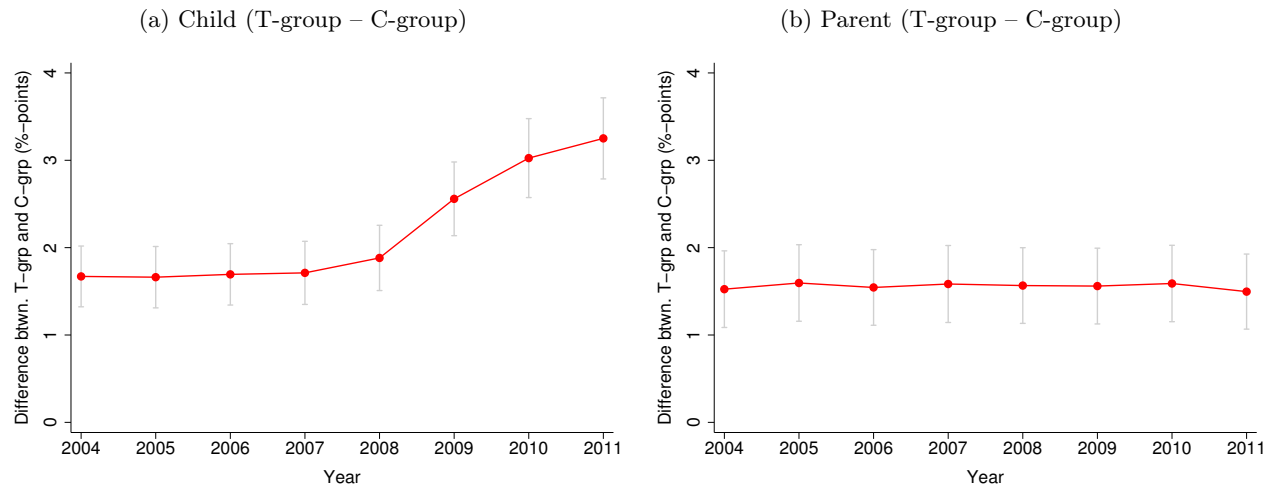 (a) Child (T-group – C-group)
Difference btwn. T−grp and C−grp (%−points)
4
3
2
1
0
2004 2005 2006 2007 2008 2009 2010 2011
Year
(b) Parent (T-group – C-group)
Difference btwn. T−grp and C−grp (%−points)
4
3
2
1
0
2004 2005 2006 2007 2008 2009 2010 2011
Year